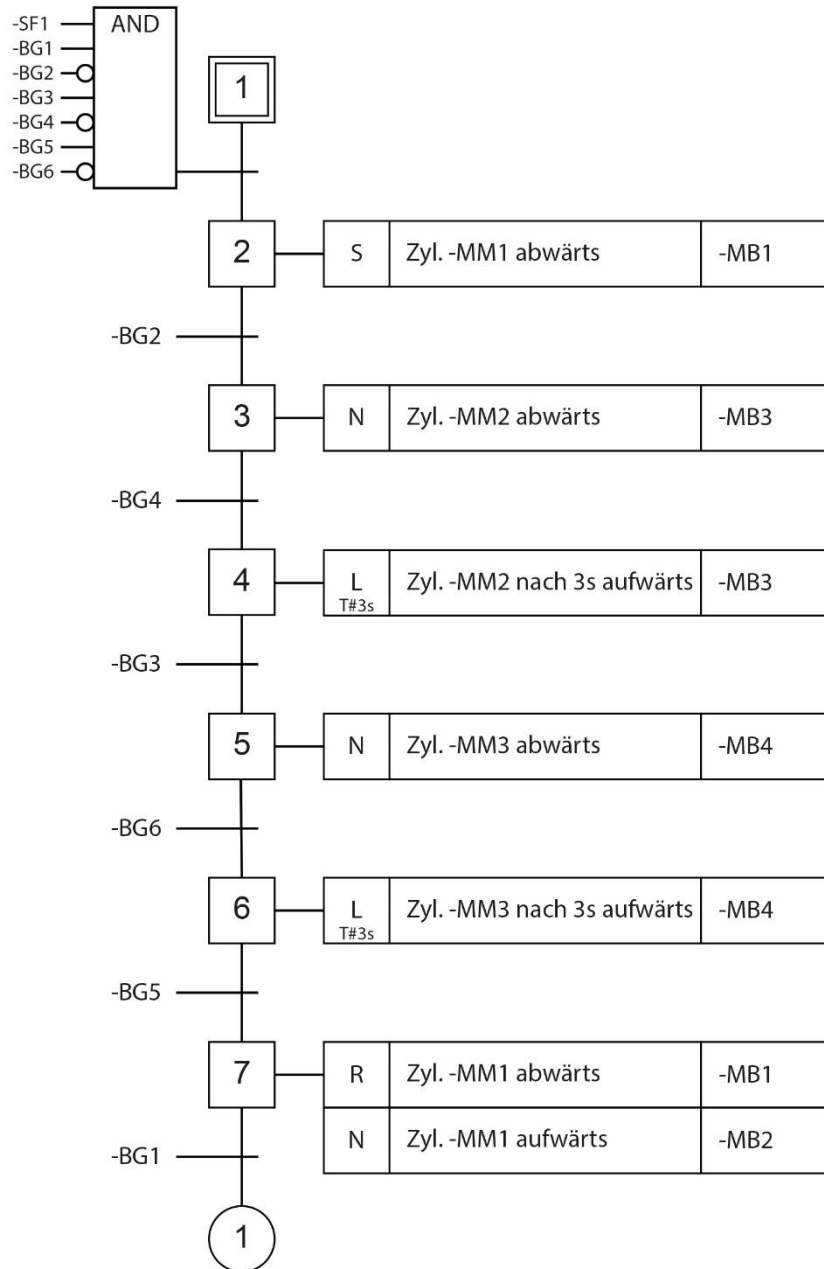 -SF1
-BG1
-BG2
-BG3
-BG4
-BG5
-BG6
AND
1
2
S Zyl. -MM1 abwärts -MB1
-BG2
3
N Zyl. -MM2 abwärts -MB3
-BG4
4
L Zyl. -MM2 nach 3s aufwärts -MB3
T#3s
-BG3
5
N Zyl. -MM3 abwärts -MB4
-BG6
6
L Zyl. -MM3 nach 3s aufwärts -MB4
T#3s
-BG5
7
R Zyl. -MM1 abwärts -MB1
N Zyl. -MM1 aufwärts -MB2
-BG1
1